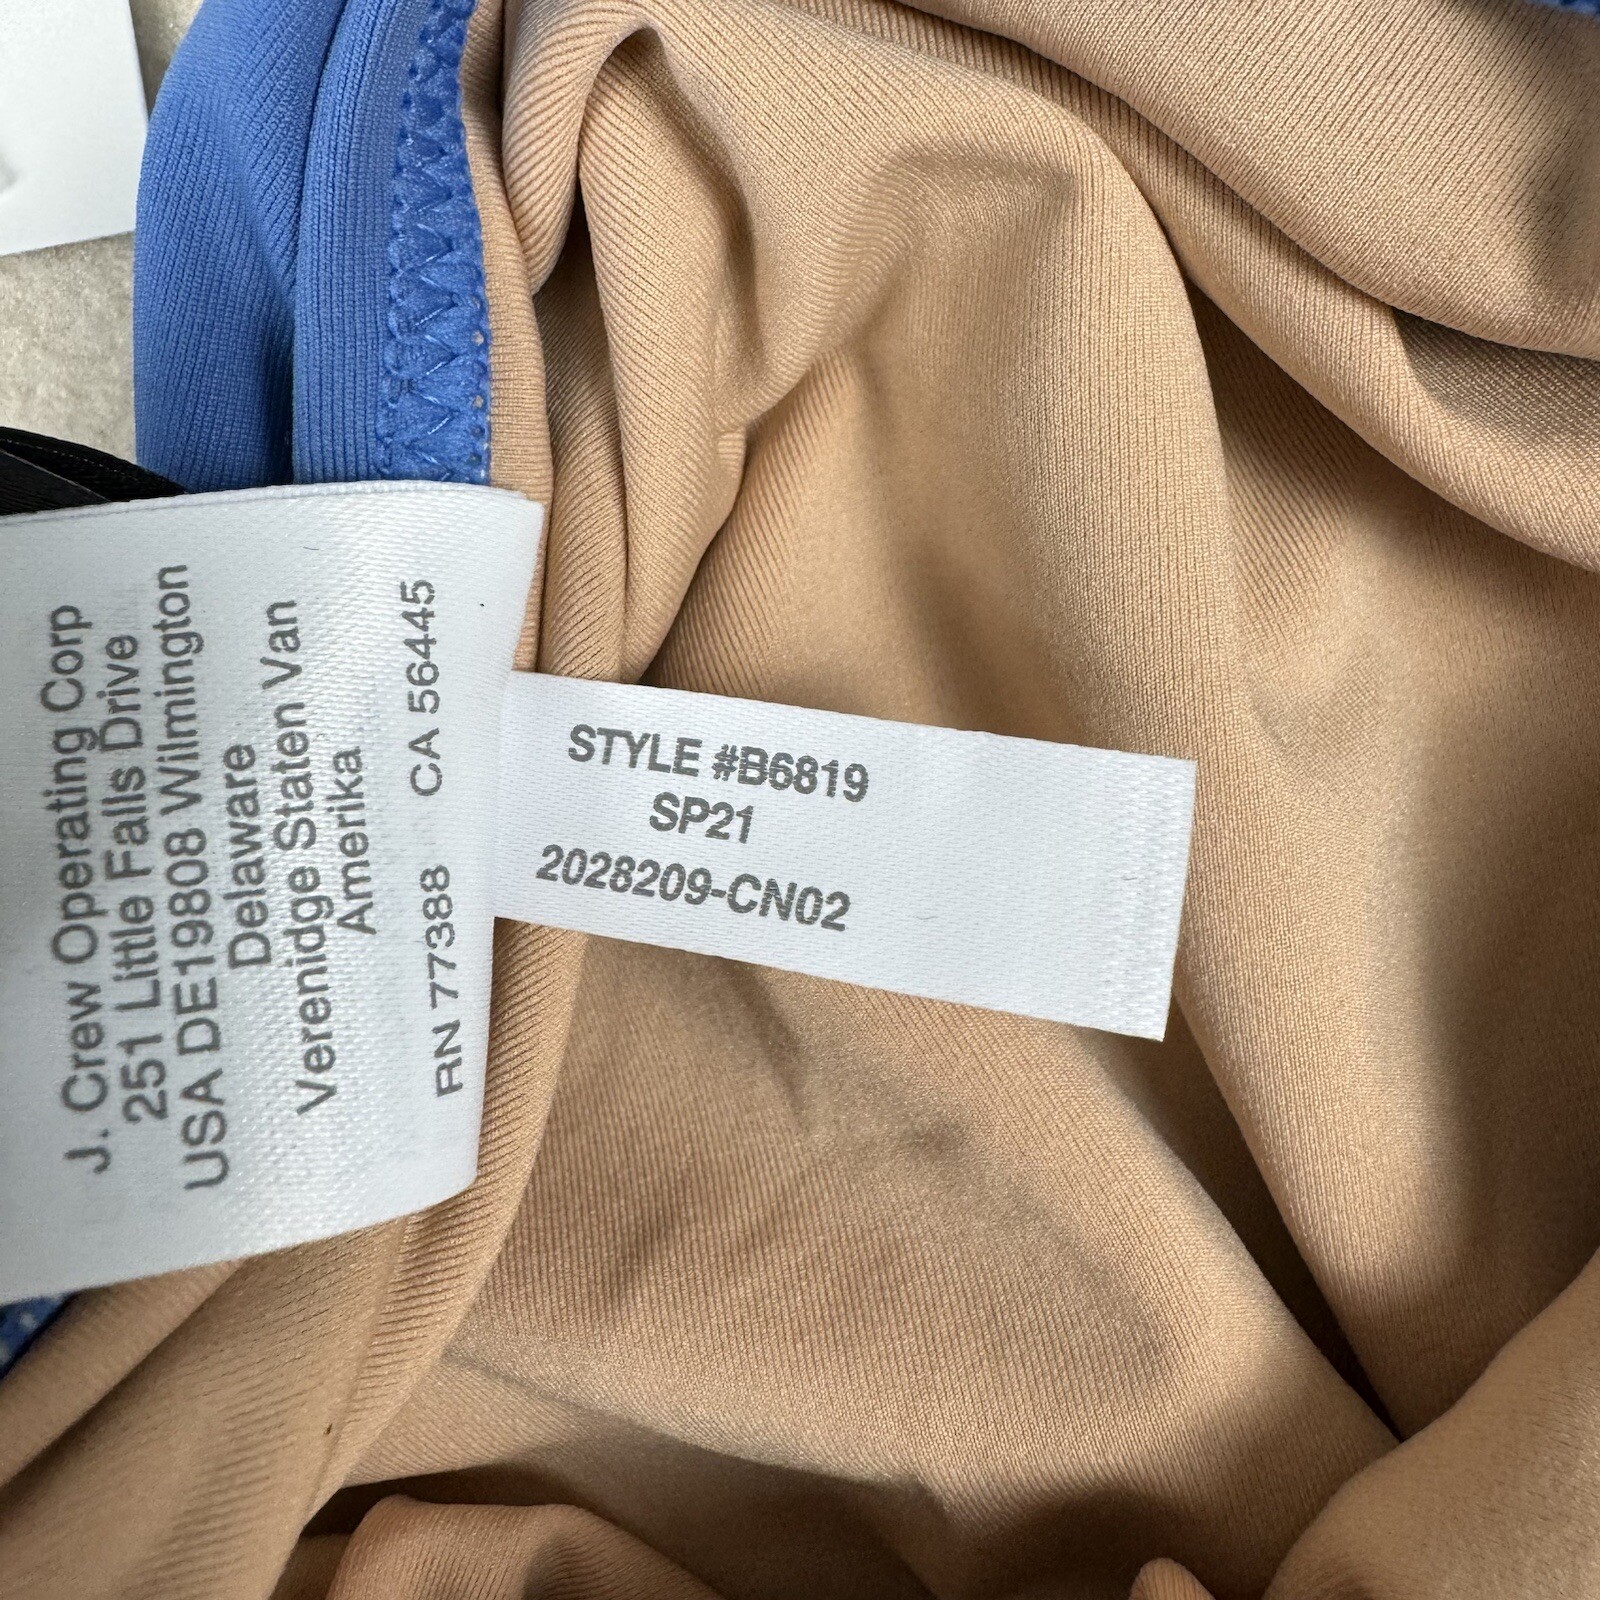 J. Crew Operating Corp
251 Little Falls Drive
USA DE19808 Wilmington
Delaware
Verenidge Staten Van
Amerika
RN 77388 CA 56445
STYLE #B6819
SP21
2028209-CN02